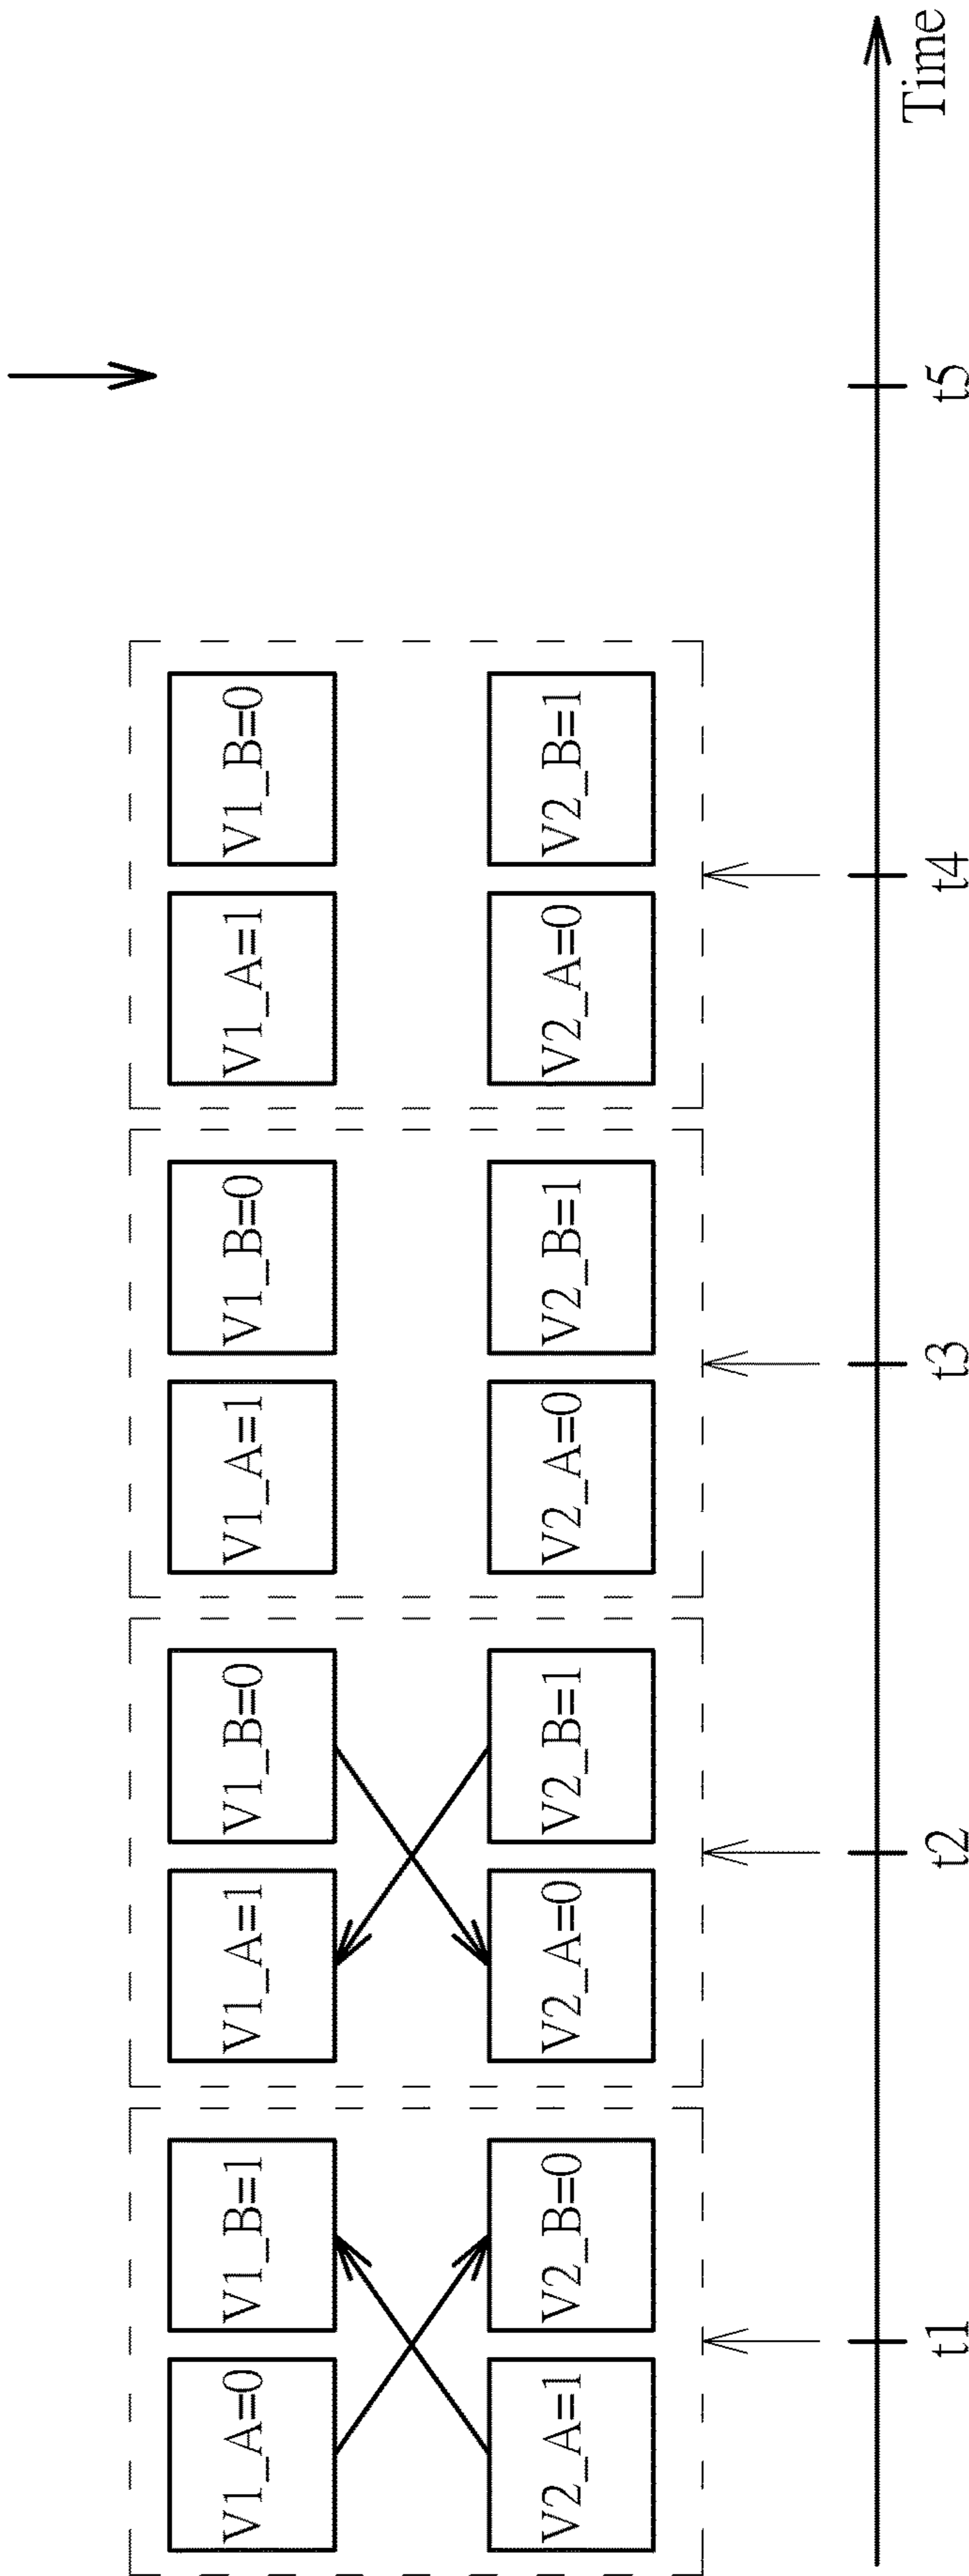 V1_A=0 V1_B=1 V1_A=1 V1_B=0 V1_A=1 V1_B=0 V1_A=1 V1_B=0
V2_A=1 V2_B=0 V2_A=0 V2_B=1 V2_A=0 V2_B=1 V2_A=0 V2_B=1
t1 t2 t3 t4 t5 Time